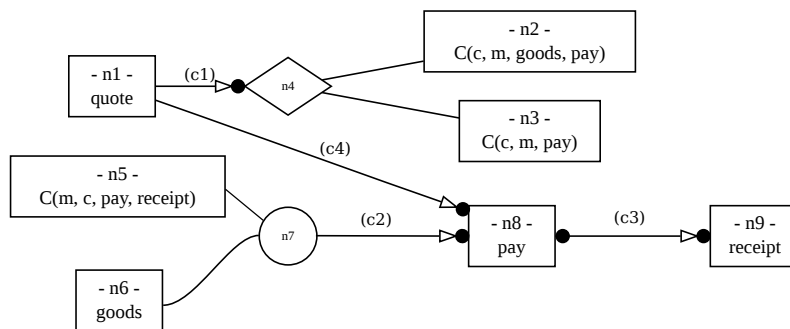 - n2 -
C(c, m, goods, pay)
- n1 -
quote
(c1)
n4
- n3 -
C(c, m, pay)
(c4)
- n5 -
C(m, c, pay, receipt)
n7
(c2)
- n8 -
pay
(c3)
- n9 -
receipt
- n6 -
goods